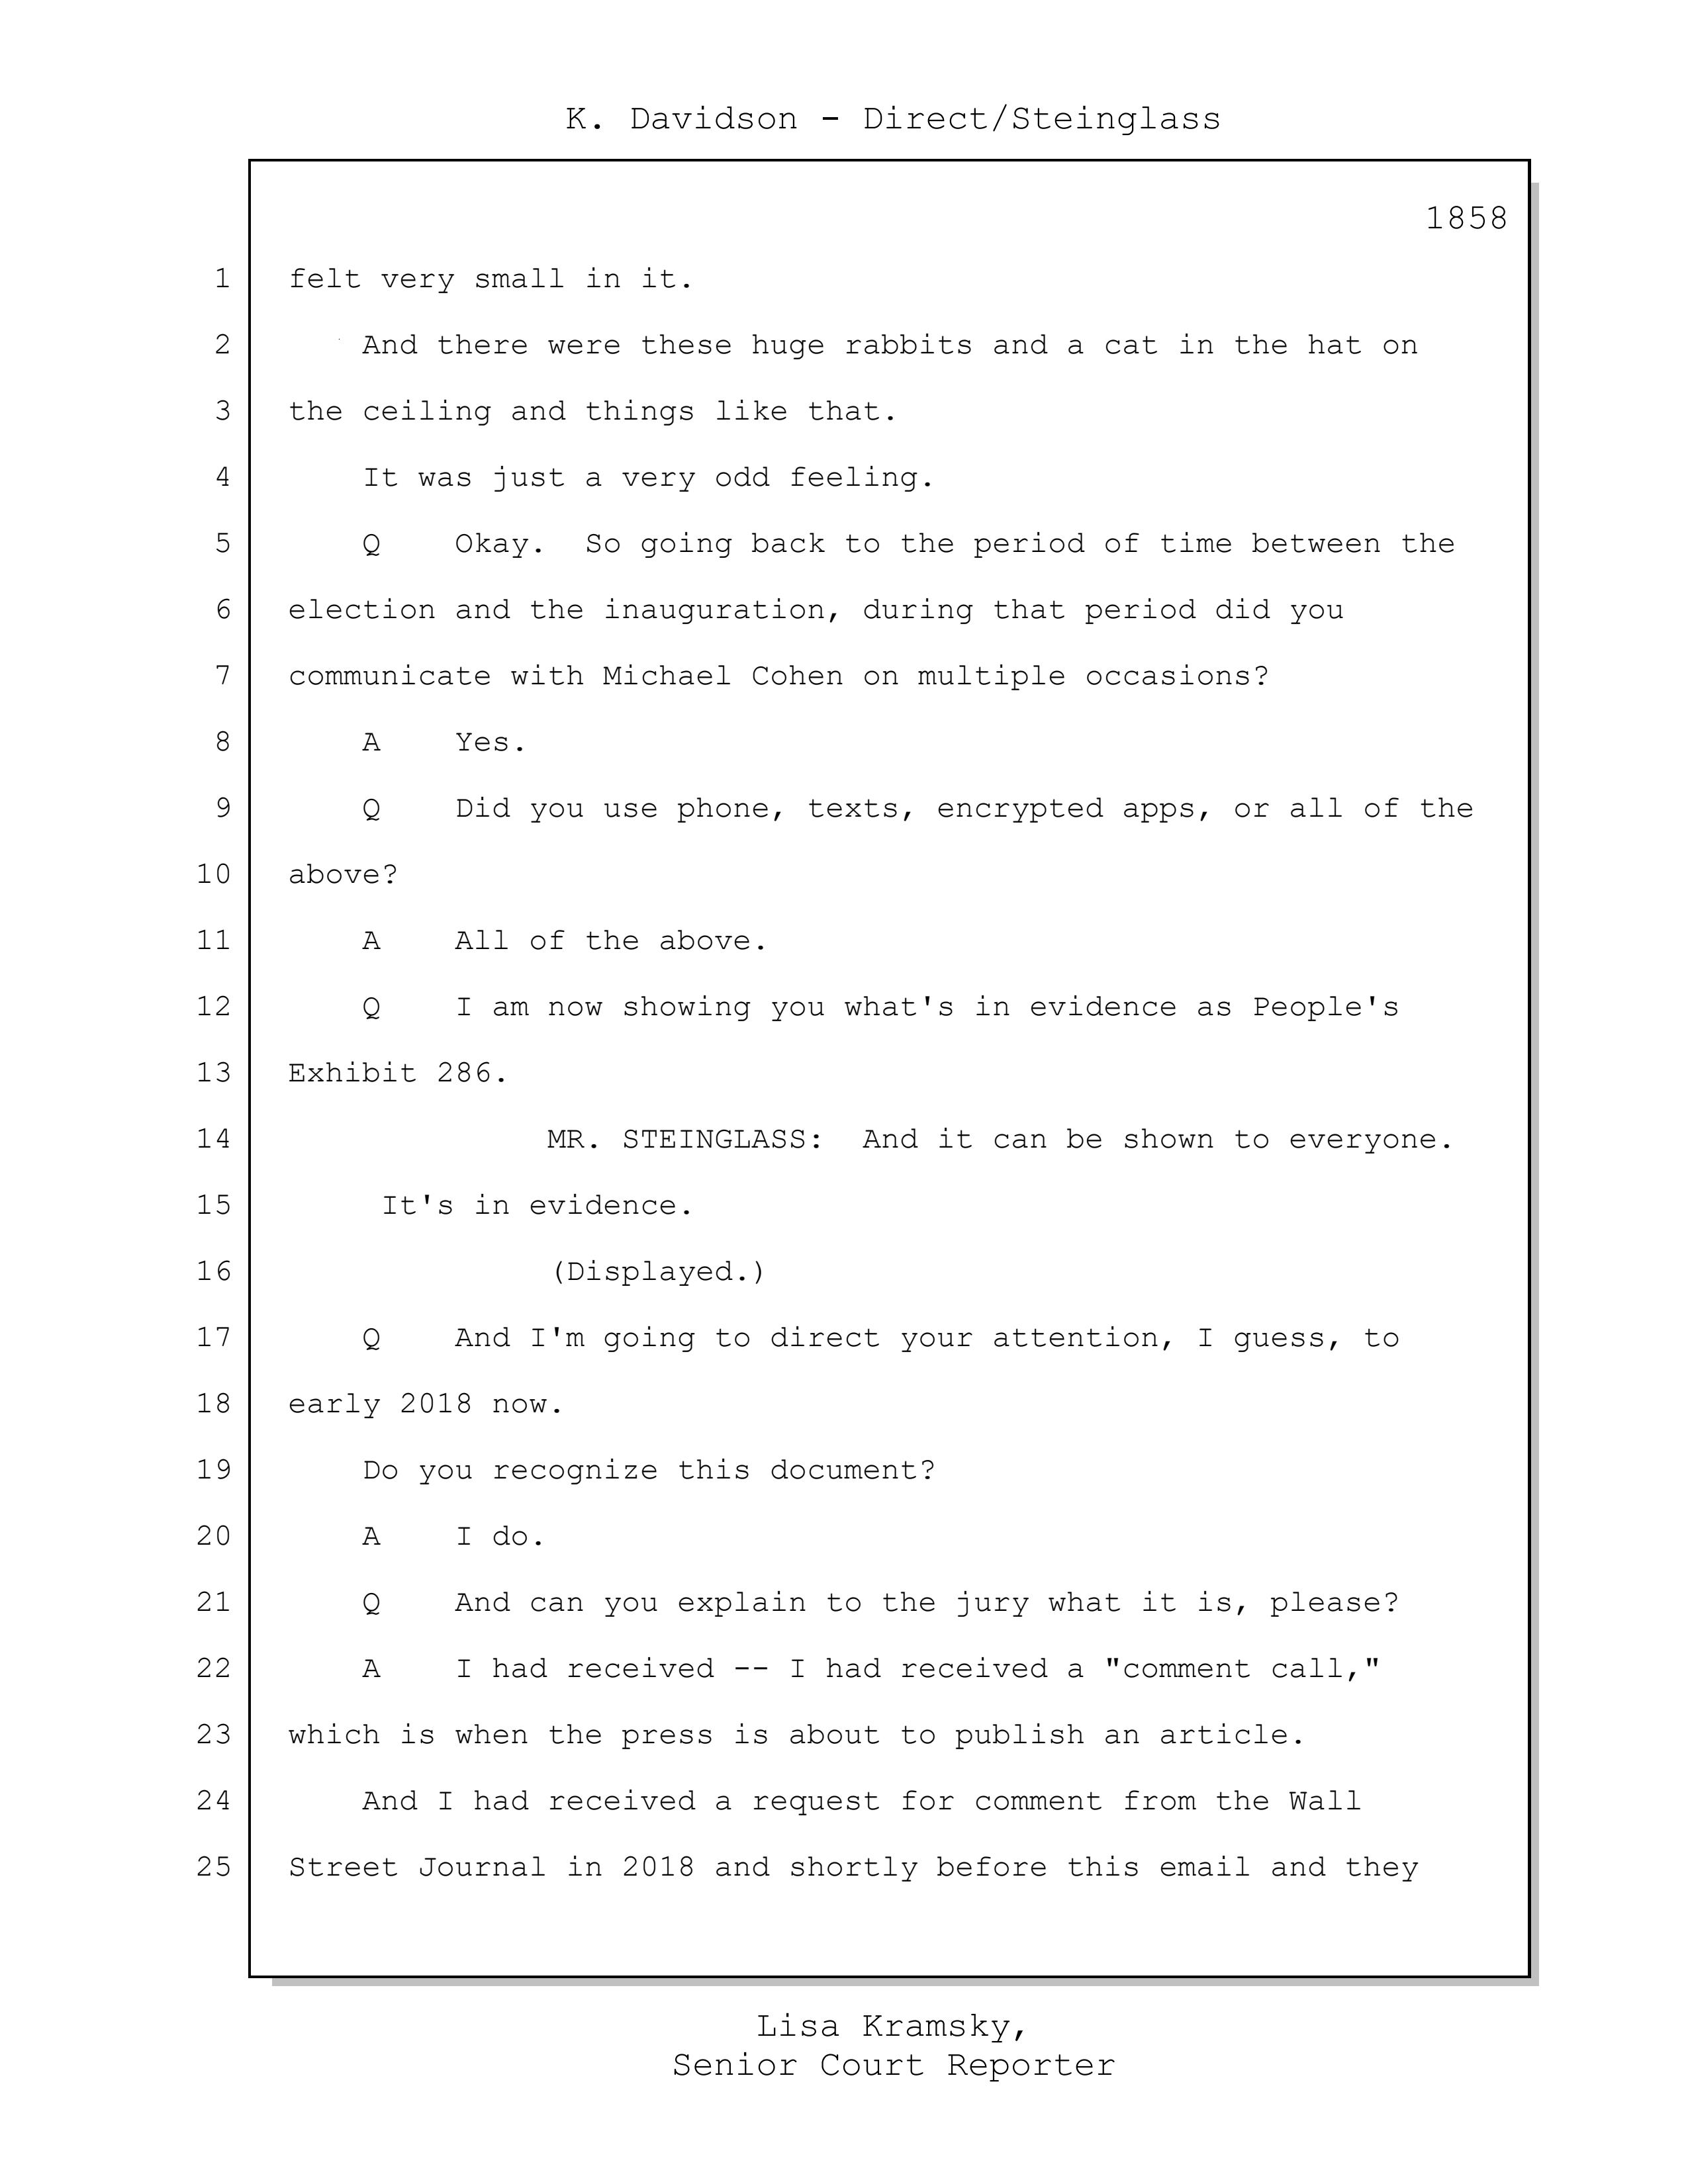 K. Davidson - Direct/Steinglass
1858
1 felt very small in it.
2 And there were these huge rabbits and a cat in the hat on
3 the ceiling and things like that.
4 It was just a very odd feeling.
5 Q Okay. So going back to the period of time between the
6 election and the inauguration, during that period did you
7 communicate with Michael Cohen on multiple occasions?
8 A Yes.
9 Q Did you use phone, texts, encrypted apps, or all of the
10 above?
11 A All of the above.
12 Q I am now showing you what's in evidence as People's
13 Exhibit 286.
14 MR. STEINGLASS: And it can be shown to everyone.
15 It's in evidence.
16 (Displayed.)
17 Q And I'm going to direct your attention, I guess, to
18 early 2018 now.
19 Do you recognize this document?
20 A I do.
21 Q And can you explain to the jury what it is, please?
22 A I had received -- I had received a "comment call,"
23 which is when the press is about to publish an article.
24 And I had received a request for comment from the Wall
25 Street Journal in 2018 and shortly before this email and they
Lisa Kramsky,
Senior Court Reporter